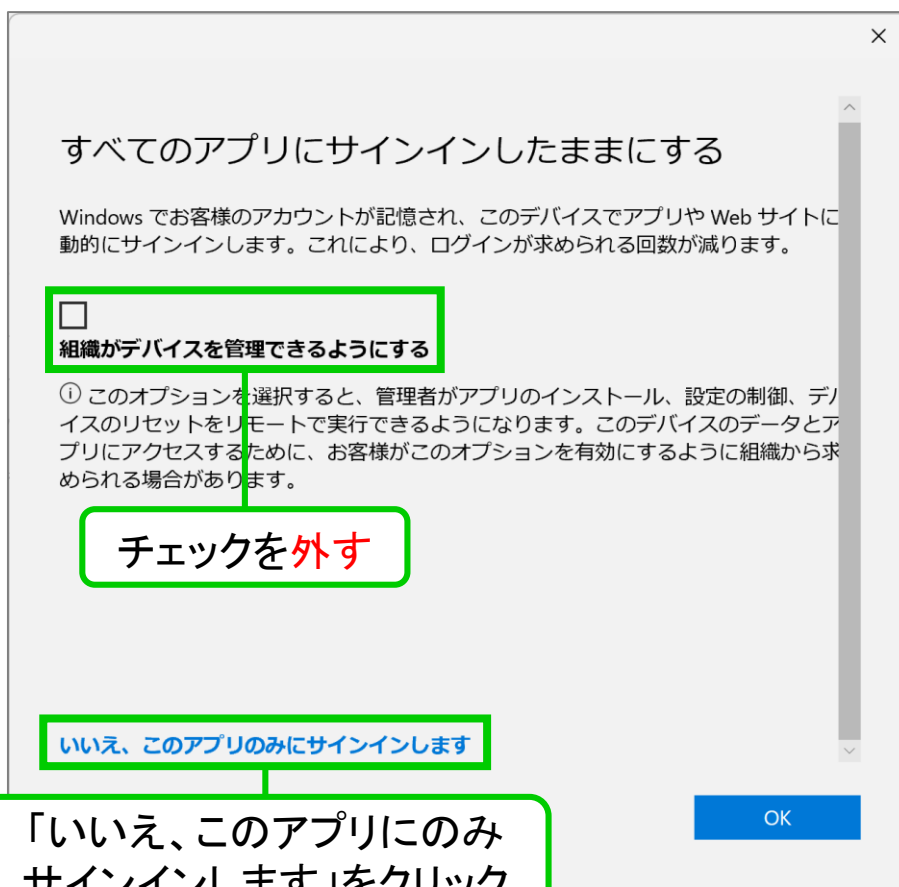 すべてのアプリにサインインしたままにする
Windows でお客様のアカウントが記憶され、このデバイスでアプリや Web サイトに
動的にサインインします。これにより、ログインが求められる回数が減ります。
組織がデバイスを管理できるようにする
このオプションを選択すると、管理者がアプリのインストール、設定の制御、デバ
イスのリセットをリモートで実行できるようになります。このデバイスのデータとア
プリにアクセスするために、お客様がこのオプションを有効にするように組織から求
められる場合があります。
チェックを外す
いいえ、このアプリのみにサインインします
「いいえ、このアプリにのみ
サインインします」をクリック
OK